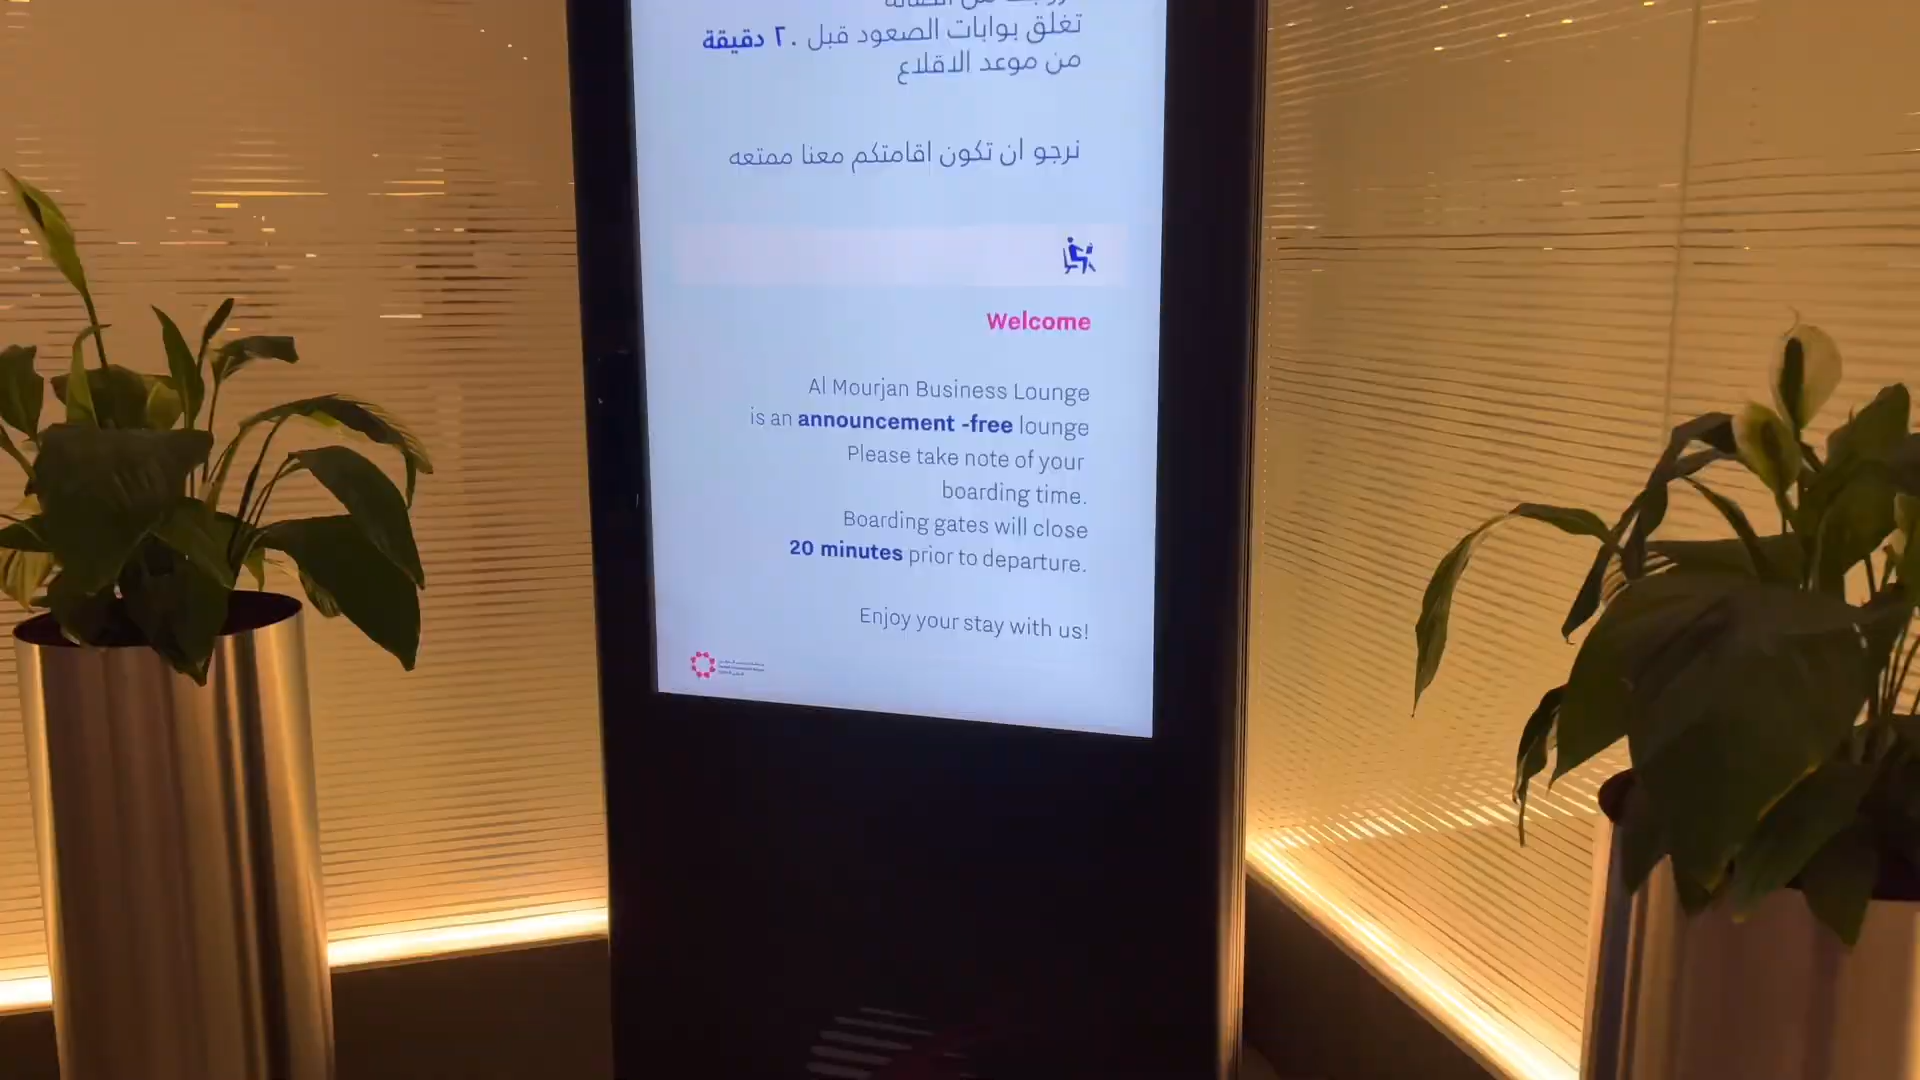 تغلق بوابات الصعود قبل ٢٠ دقيقة
من موعد الاقلاع
نرجو ان تكون اقامتكم معنا ممتعه
Welcome
Al Mourjan Business Lounge
is an announcement -free lounge
Please take note of your
boarding time.
Boarding gates will close
20 minutes prior to departure.
Enjoy your stay with us!